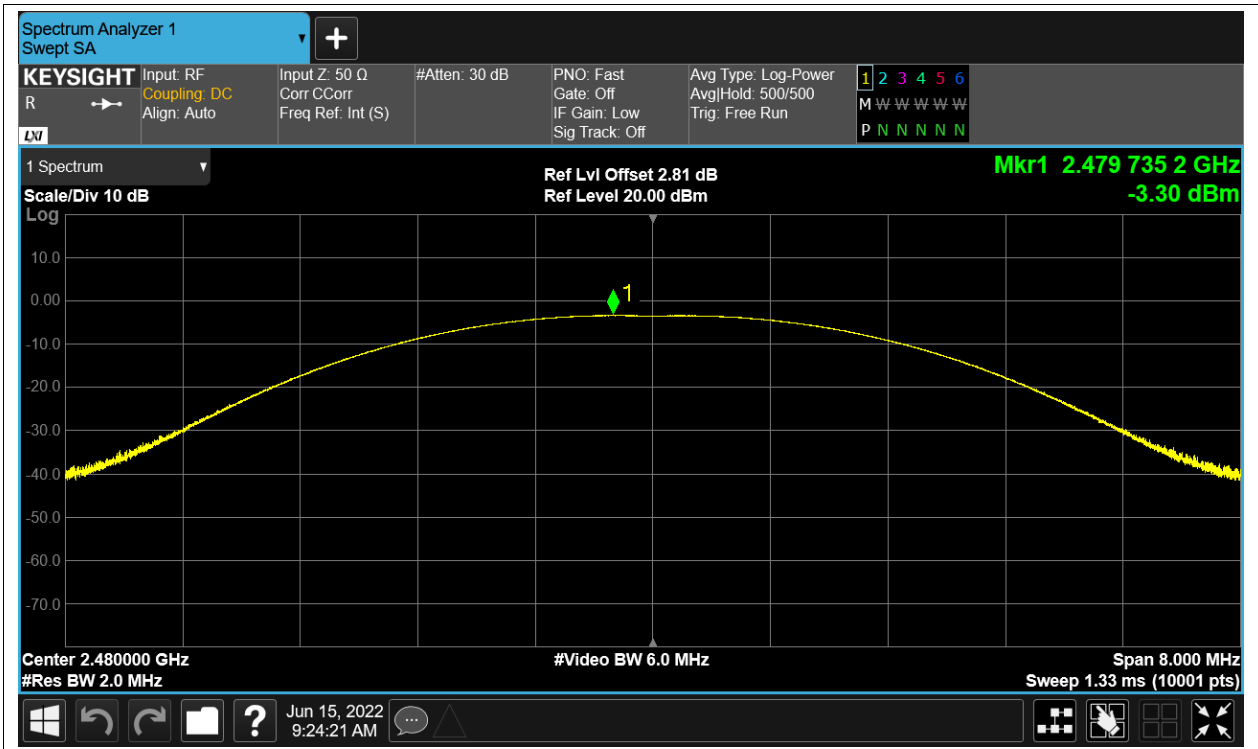 Spectrum Analyzer 1
Swept SA
▼
+
KEYSIGHT
R
LXI
Input: RF
Coupling: DC
Align: Auto
Input Z: 50 Ω
Corr CCorr
Freq Ref: Int (S)
#Atten: 30 dB
PNO: Fast
Gate: Off
IF Gain: Low
Sig Track: Off
Avg Type: Log-Power
Avg|Hold: 500/500
Trig: Free Run
1 2 3 4 5 6
M W W W W W
P N N N N N
1 Spectrum ▼
Scale/Div 10 dB
Log
Ref Lvl Offset 2.81 dB
Ref Level 20.00 dBm
Mkr1 2.479 735 2 GHz
-3.30 dBm
10.0
0.00
-10.0
-20.0
-30.0
-40.0
-50.0
-60.0
-70.0
1
Center 2.480000 GHz
#Res BW 2.0 MHz
#Video BW 6.0 MHz
Span 8.000 MHz
Sweep 1.33 ms (10001 pts)
?
Jun 15, 2022
9:24:21 AM